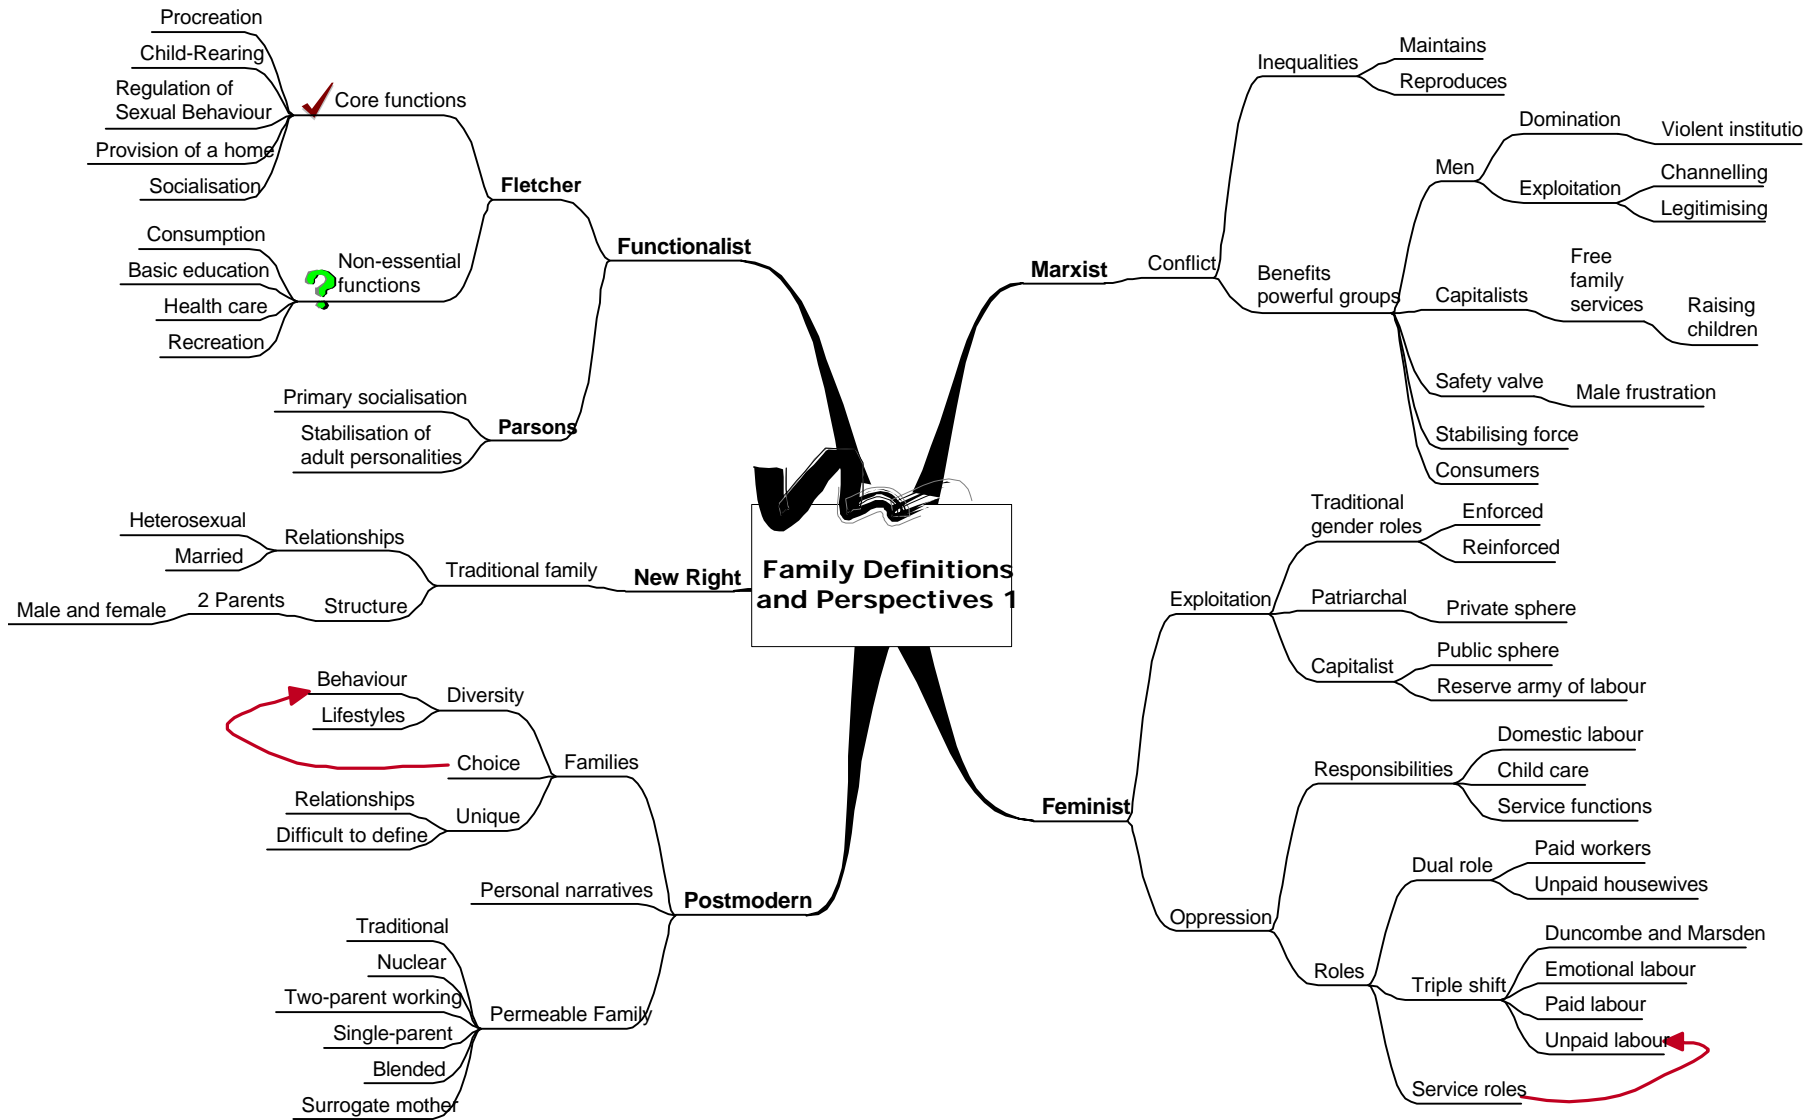 Family Definitions
and Perspectives 1
Functionalist
Fletcher
Core functions
Procreation
Child-Rearing
Regulation of
Sexual Behaviour
Provision of a home
Socialisation
Non-essential
functions
Consumption
Basic education
Health care
Recreation
Parsons
Primary socialisation
Stabilisation of
adult personalities
New Right
Traditional family
Relationships
Heterosexual
Married
Structure
2 Parents
Male and female
Postmodern
Families
Diversity
Behaviour
Lifestyles
Choice
Unique
Relationships
Difficult to define
Personal narratives
Permeable Family
Traditional
Nuclear
Two-parent working
Single-parent
Blended
Surrogate mother
Marxist
Conflict
Inequalities
Maintains
Reproduces
Benefits
powerful groups
Men
Domination
Violent institutio
Exploitation
Channelling
Legitimising
Capitalists
Free
family
services
Raising
children
Safety valve
Male frustration
Stabilising force
Consumers
Feminist
Exploitation
Traditional
gender roles
Enforced
Reinforced
Patriarchal
Private sphere
Capitalist
Public sphere
Reserve army of labour
Oppression
Responsibilities
Domestic labour
Child care
Service functions
Roles
Dual role
Paid workers
Unpaid housewives
Triple shift
Duncombe and Marsden
Emotional labour
Paid labour
Unpaid labour
Service roles